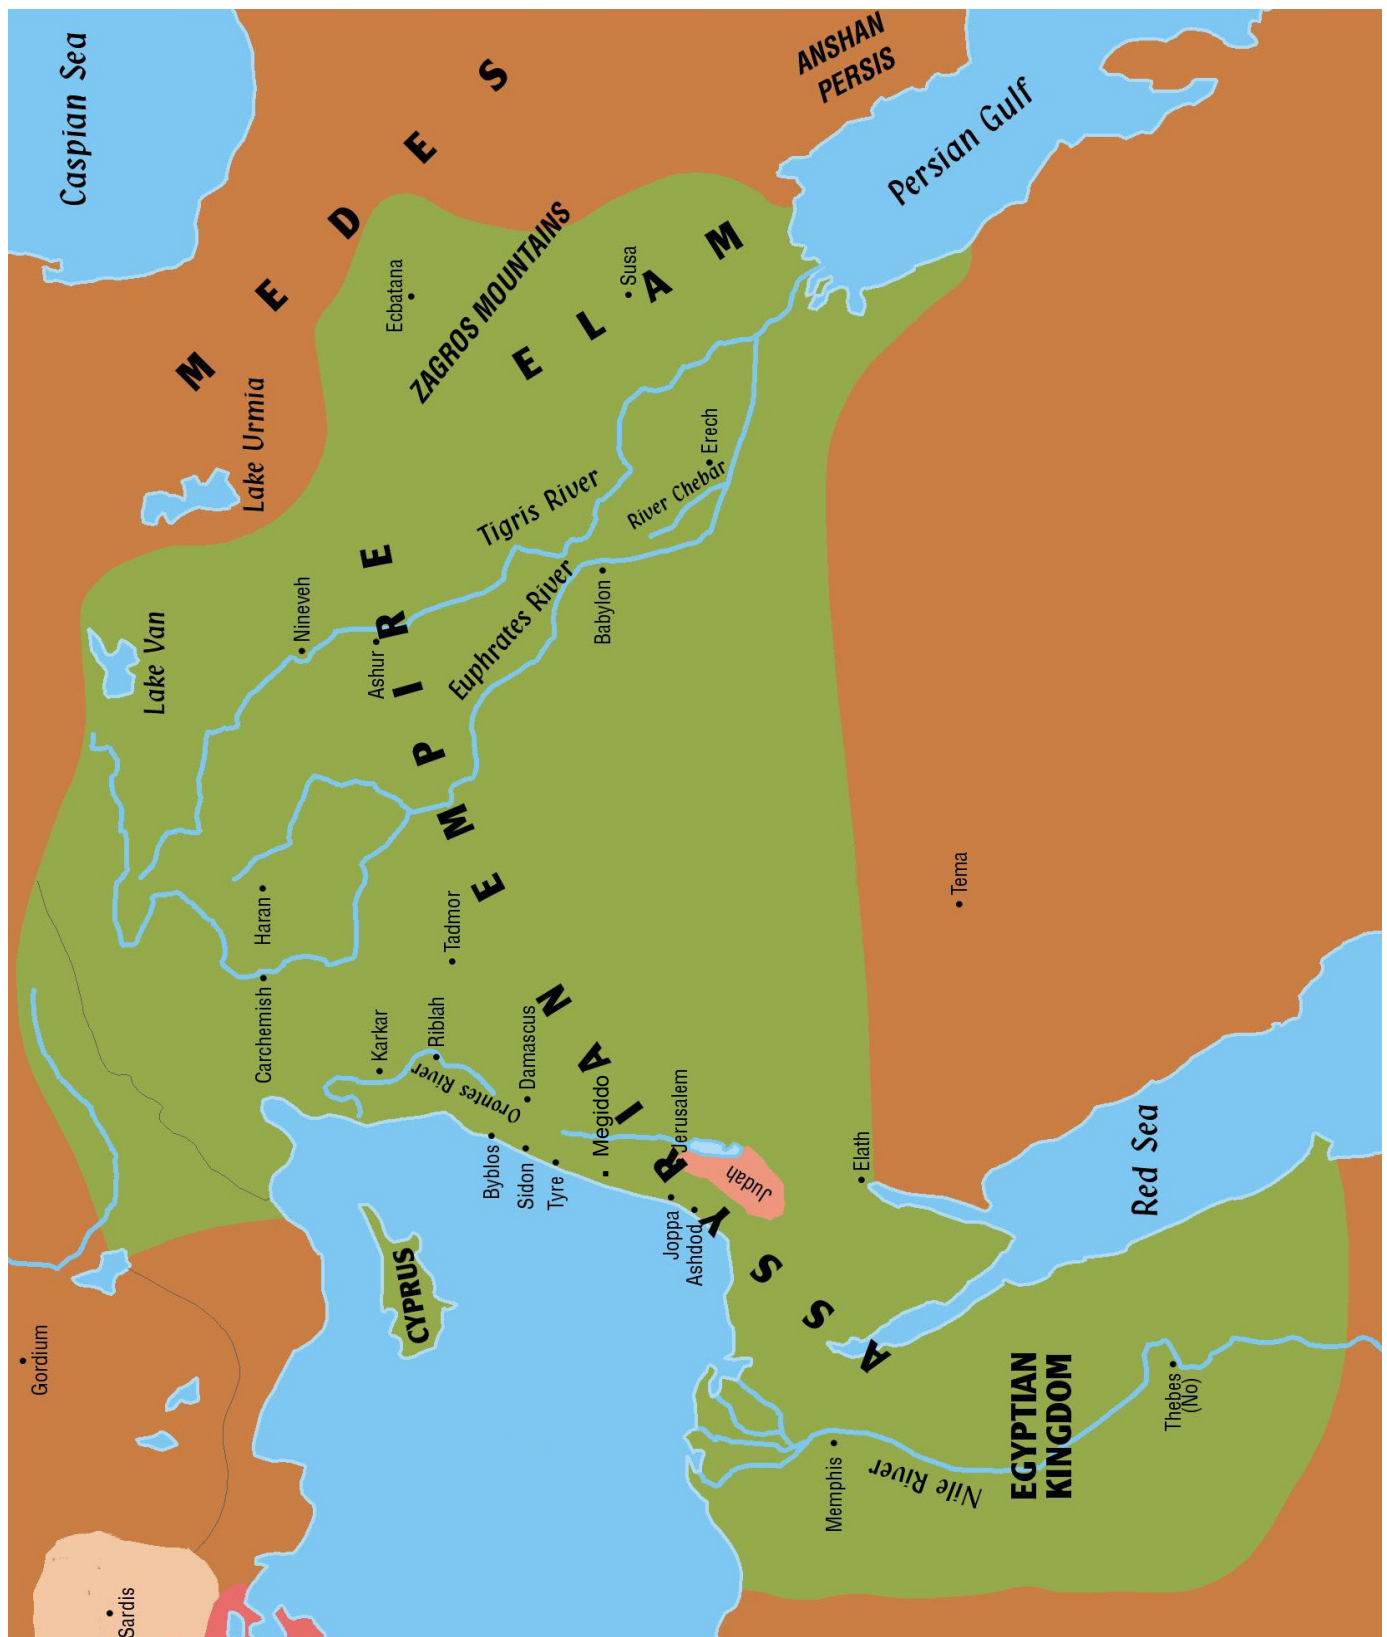 Caspian Sea
MEDES
ANSHAN
PERSIS
Persian Gulf
ZAGROS MOUNTAINS
Ecbatana
Susa
ELAM
Lake Urmia
Lake Van
Nineveh
Ashur
Tigris River
Euphrates River
River Chebar
Erech
Babylon
ASSYRIAN EMPIRE
Haran
Carchemish
Tadmor
Karkar
Riblah
Orontes River
Damascus
Megiddo
Byblos
Sidon
Tyre
Jerusalem
Judah
Joppa
Ashdod
Elath
Tema
Red Sea
CYPRUS
Gordium
Sardis
Memphis
Nile River
EGYPTIAN
KINGDOM
Thebes
(No)